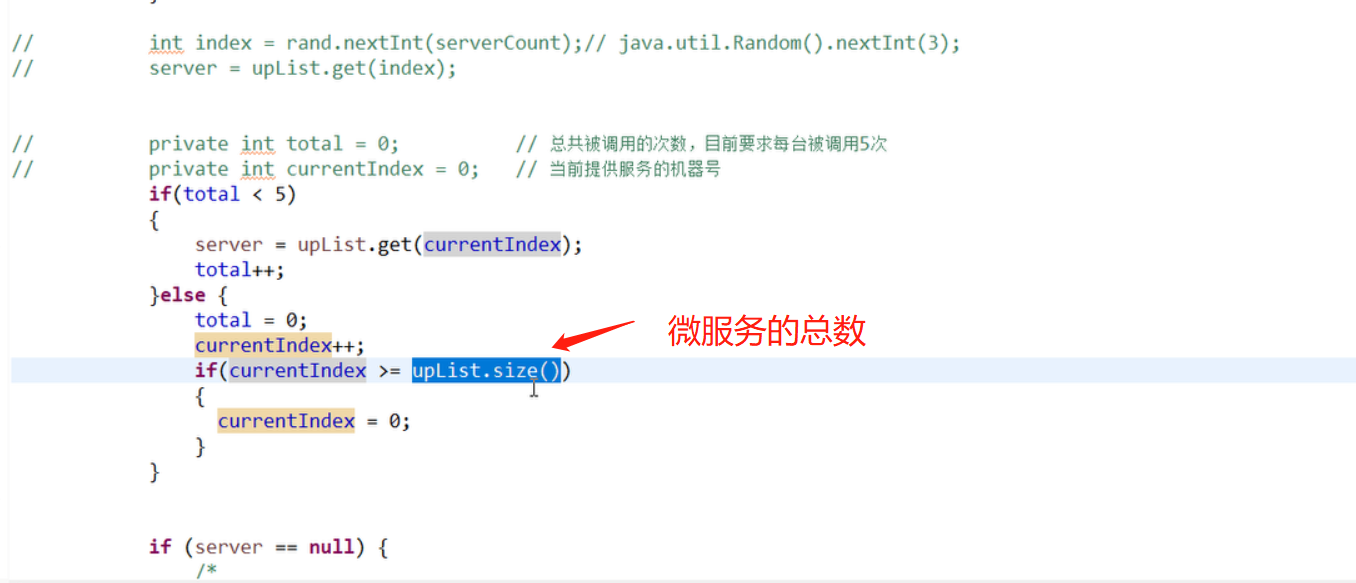 //          int index = rand.nextInt(serverCount);// java.util.Random().nextInt(3);
//          server = upList.get(index);
//          private int total = 0;          // 总共被调用的次数，目前要求每台被调用5次
//          private int currentIndex = 0;   // 当前提供服务的机器号
            if(total < 5)
            {
                server = upList.get(currentIndex);
                total++;
            }else {
                total = 0;
                currentIndex++;
微服务的总数
                if(currentIndex >= upList.size())
                {
                  currentIndex = 0;
                }
            }
            if (server == null) {
                /*